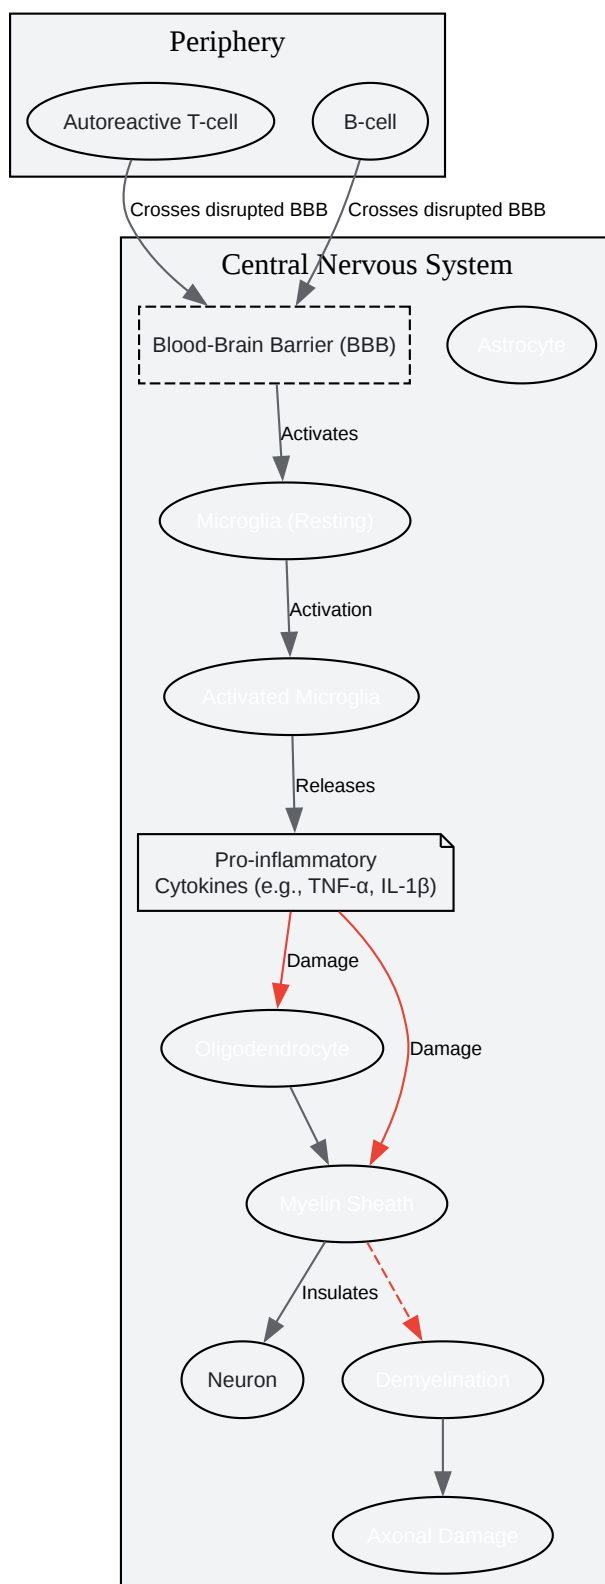 Periphery
Autoreactive T-cell
B-cell
Crosses disrupted BBB
Crosses disrupted BBB
Central Nervous System
Blood-Brain Barrier (BBB)
Astrocyte
Activates
Microglia (Resting)
Activation
Activated Microglia
Releases
Pro-inflammatory
Cytokines (e.g., TNF-α, IL-1β)
Damage
Oligodendrocyte
Damage
Myelin Sheath
Insulates
Neuron
Demyelination
Axonal Damage